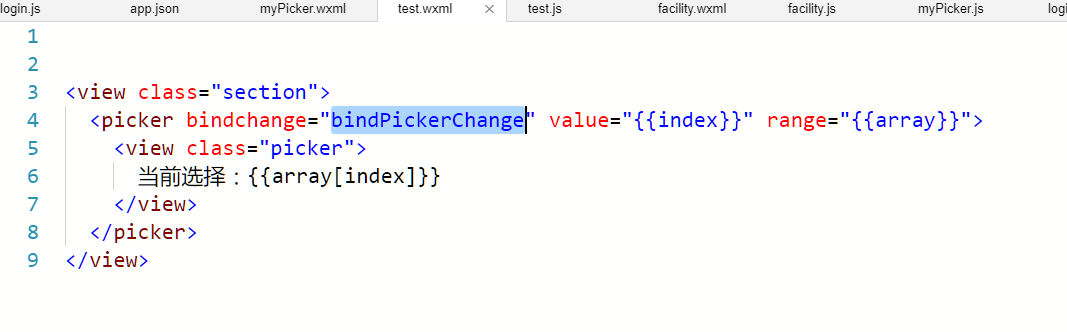 login.js app.json myPicker.wxml test.wxml × test.js facility.wxml facility.js myPicker.js logi
1
2
3 <view class="section">
4 <picker bindchange="bindPickerChange" value="{{index}}" range="{{array}}">
5 <view class="picker">
6 当前选择：{{array[index]}}
7 </view>
8 </picker>
9 </view>